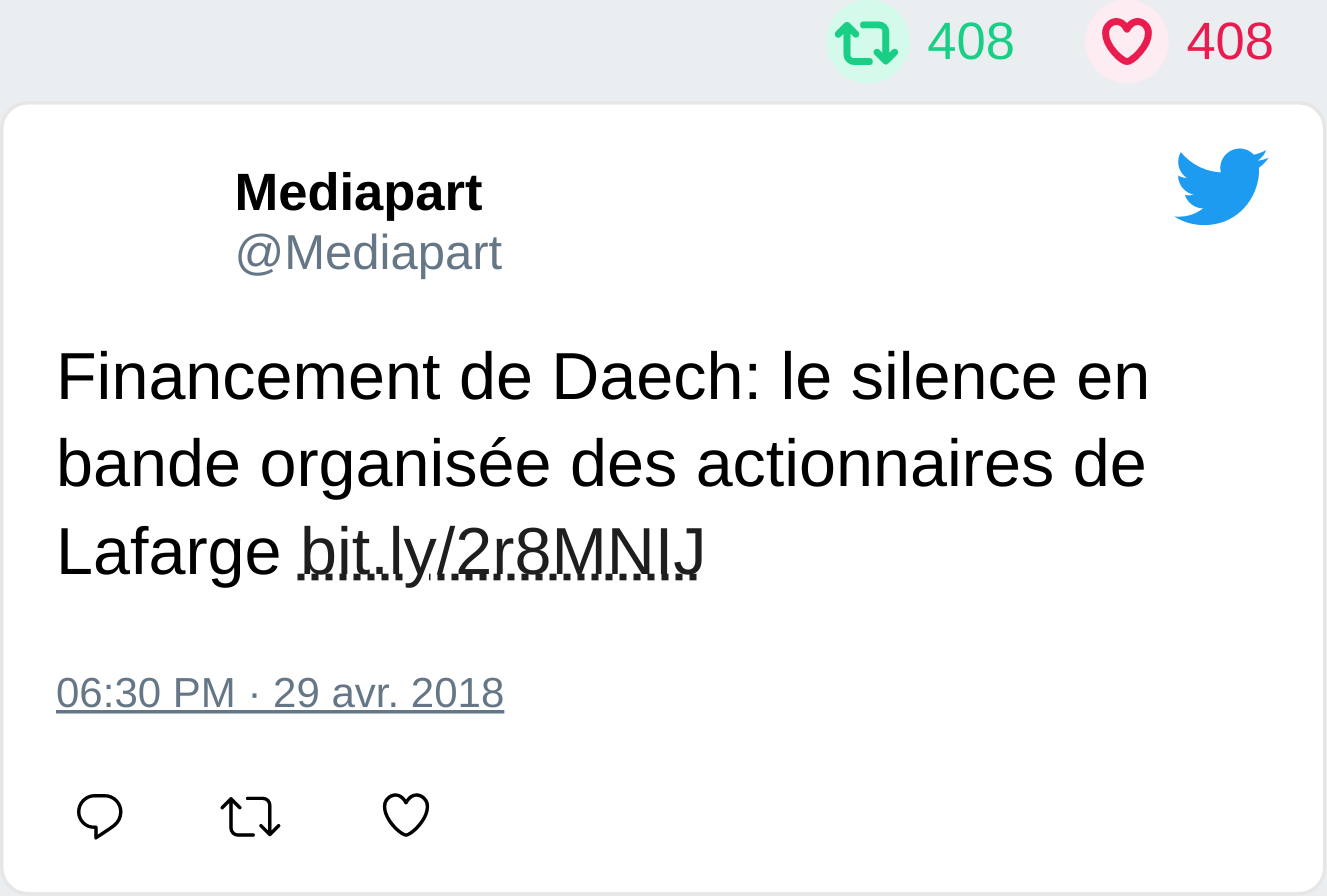 408 408
Mediapart
@Mediapart
Financement de Daech: le silence en
bande organisée des actionnaires de
Lafarge bit.ly/2r8MNIJ
06:30 PM · 29 avr. 2018